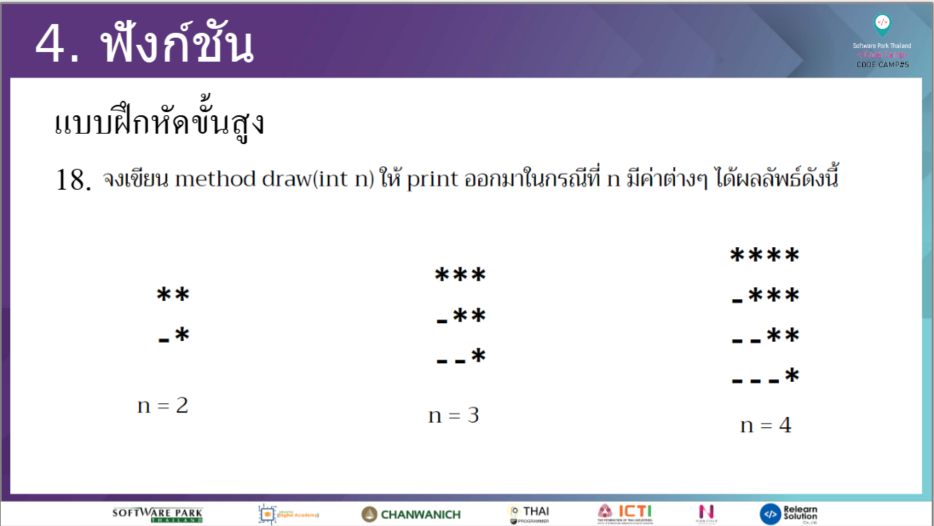 4. ฟังก์ชัน
Software Park Thailand
CODE CAMP#5
แบบฝึกหัดขั้นสูง
18. จงเขียน method draw(int n) ให้ print ออกมาในกรณีที่ n มีค่าต่างๆ ได้ผลลัพธ์ดังนี้
**
-*
n = 2
***
-**
--*
n = 3
****
-***
--**
---*
n = 4
SOFTWARE PARK
THAILAND
Digital Academy
CHANWANICH
THAI
PROGRAMMER
ICTI
N
Relearn
Solution